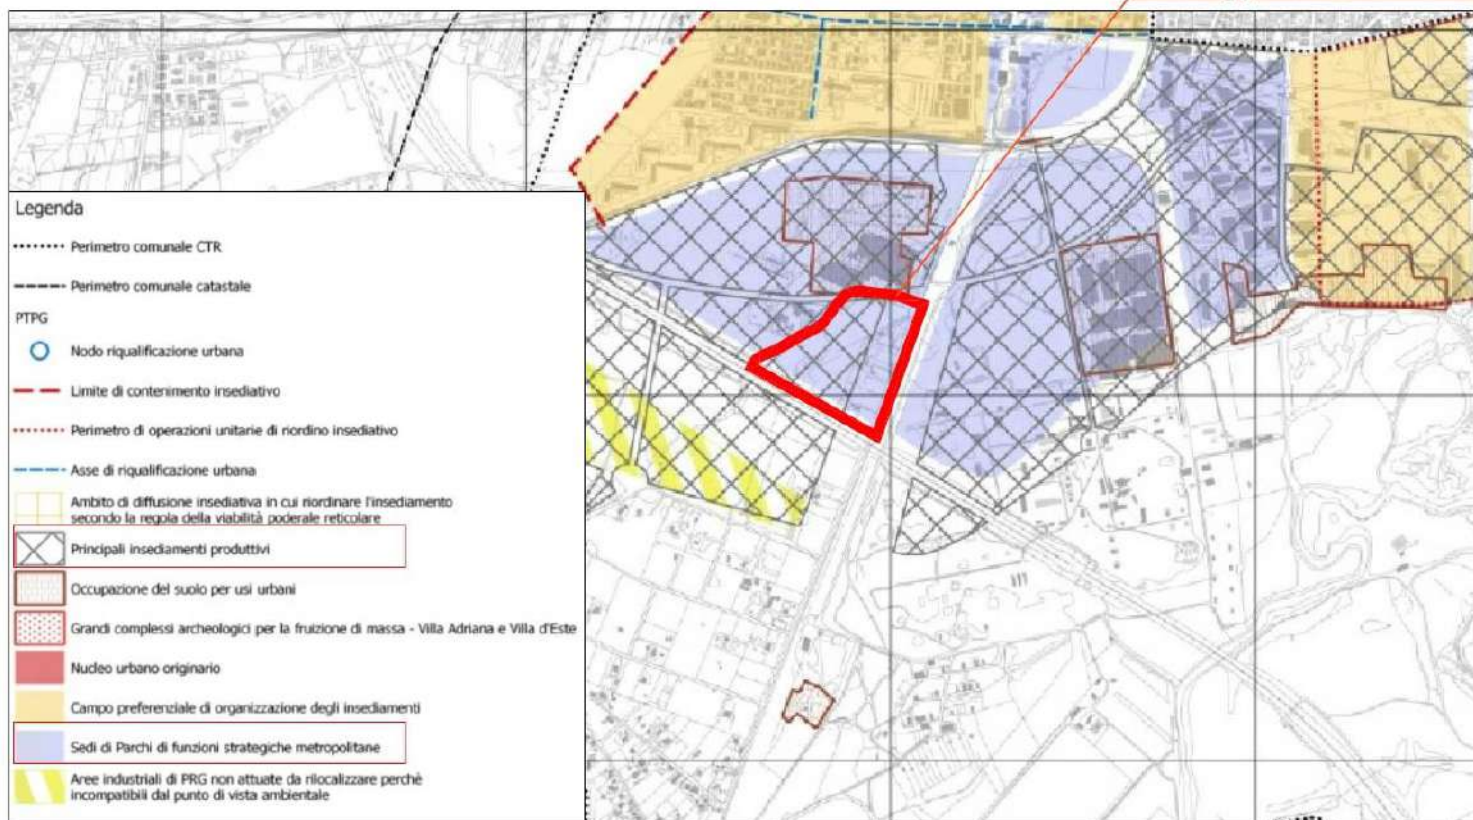 Legenda
Perimetro comunale CTR
Perimetro comunale catastale
PTPG
Nodo riqualificazione urbana
Limite di contenimento insediativo
Perimetro di operazioni unitarie di riordino insediativo
Asse di riqualificazione urbana
Ambito di diffusione insediativa in cui riordinare l'insediamento
secondo la regola della viabilità poderale reticolare
Principali insediamenti produttivi
Occupazione del suolo per usi urbani
Grandi complessi archeologici per la fruizione di massa - Villa Adriana e Villa d'Este
Nucleo urbano originario
Campo preferenziale di organizzazione degli insediamenti
Sedi di Parchi di funzioni strategiche metropolitane
Aree industriali di PRG non attuate da rilocalizzare perchè
incompatibili dal punto di vista ambientale